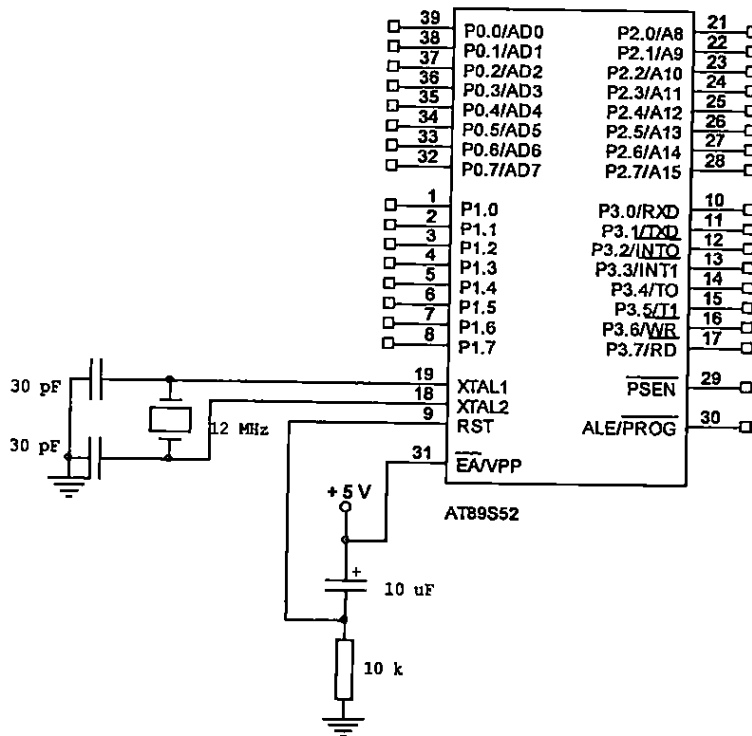 39 P0.0/AD0
38 P0.1/AD1
37 P0.2/AD2
36 P0.3/AD3
35 P0.4/AD4
34 P0.5/AD5
33 P0.6/AD6
32 P0.7/AD7
1 P1.0
2 P1.1
3 P1.2
4 P1.3
5 P1.4
6 P1.5
7 P1.6
8 P1.7
19 XTAL1
18 XTAL2
9 RST
31 EA/VPP
P2.0/A8 21
P2.1/A9 22
P2.2/A10 23
P2.3/A11 24
P2.4/A12 25
P2.5/A13 26
P2.6/A14 27
P2.7/A15 28
P3.0/RXD 10
P3.1/TXD 11
P3.2/INTO 12
P3.3/INT1 13
P3.4/TO 14
P3.5/T1 15
P3.6/WR 16
P3.7/RD 17
PSEN 29
ALE/PROG 30
AT89S52
30 pF
30 pF
12 MHz
+5 V
+
10 uF
10 k